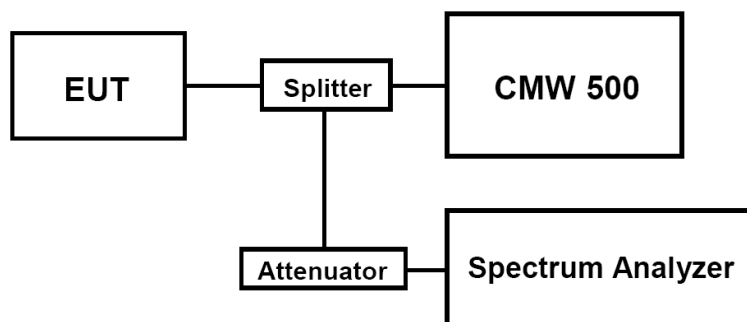 EUT
Splitter
CMW 500
Attenuator
Spectrum Analyzer